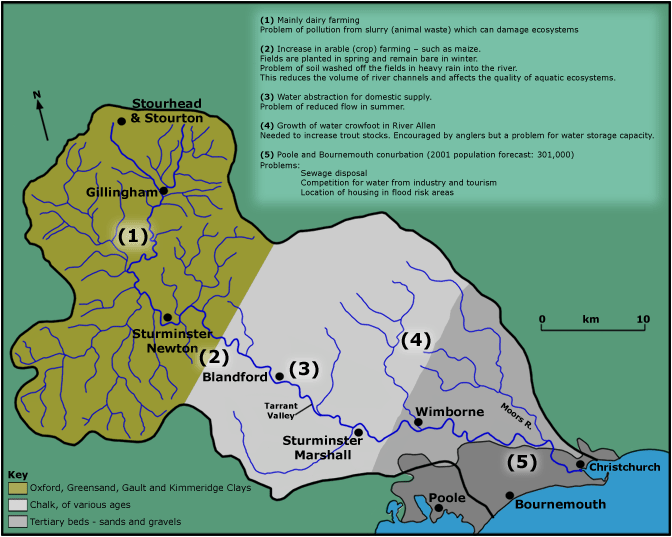 (1) Mainly dairy farming
Problem of pollution from slurry (animal waste) which can damage ecosystems
(2) Increase in arable (crop) farming – such as maize.
Fields are planted in spring and remain bare in winter.
Problem of soil washed off the fields in heavy rain into the river.
This reduces the volume of river channels and affects the quality of aquatic ecosystems.
(3) Water abstraction for domestic supply.
Problem of reduced flow in summer.
(4) Growth of water crowfoot in River Allen
Needed to increase trout stocks. Encouraged by anglers but a problem for water storage capacity.
(5) Poole and Bournemouth conurbation (2001 population forecast: 301,000)
Problems:
Sewage disposal
Competition for water from industry and tourism
Location of housing in flood risk areas
N
Stourhead
& Stourton
Gillingham
(1)
Sturminster
Newton
(2)
Blandford
(3)
(4)
0 km 10
Tarrant
Valley
Sturminster
Marshall
Wimborne
Moors R.
(5)
Christchurch
Poole
Bournemouth
Key
Oxford, Greensand, Gault and Kimmeridge Clays
Chalk, of various ages
Tertiary beds - sands and gravels